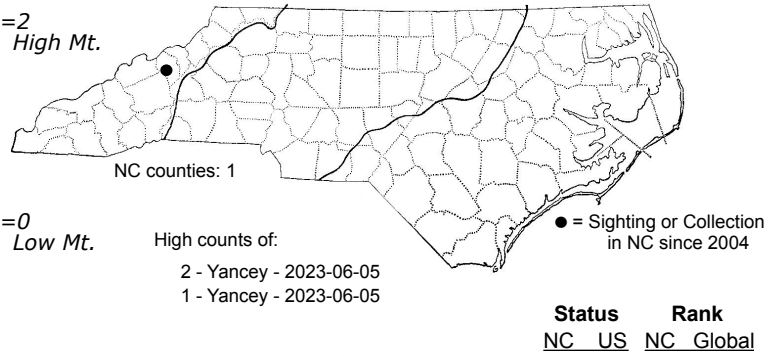 =2
High Mt.
NC counties: 1
=0
Low Mt.
High counts of:
2 - Yancey - 2023-06-05
1 - Yancey - 2023-06-05
● = Sighting or Collection
in NC since 2004
Status Rank
NC US NC Global